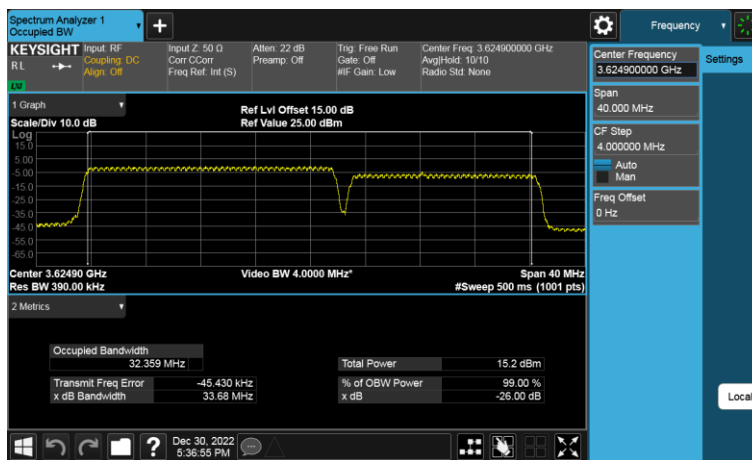 Spectrum Analyzer 1
Occupied BW
+
Frequency
KEYSIGHT
RL
LXI
Input: RF
Coupling: DC
Align: Off
Input Z: 50 Ω
Corr CCorr
Freq Ref: Int (S)
Atten: 22 dB
Preamp: Off
Trig: Free Run
Gate: Off
#IF Gain: Low
Center Freq: 3.624900000 GHz
Avg|Hold: 10/10
Radio Std: None
1 Graph
Scale/Div 10.0 dB
Ref Lvl Offset 15.00 dB
Ref Value 25.00 dBm
Log
15.0
5.00
-5.00
-15.0
-25.0
-35.0
-45.0
-55.0
-65.0
Center 3.62490 GHz
Res BW 390.00 kHz
Video BW 4.0000 MHz*
Span 40 MHz
#Sweep 500 ms (1001 pts)
2 Metrics
Occupied Bandwidth
32.359 MHz
Total Power 15.2 dBm
Transmit Freq Error -45.430 kHz
x dB Bandwidth 33.68 MHz
% of OBW Power 99.00 %
x dB -26.00 dB
Center Frequency
3.624900000 GHz
Settings
Span
40.000 MHz
CF Step
4.000000 MHz
Auto
Man
Freq Offset
0 Hz
Local
?
Dec 30, 2022
5:36:55 PM